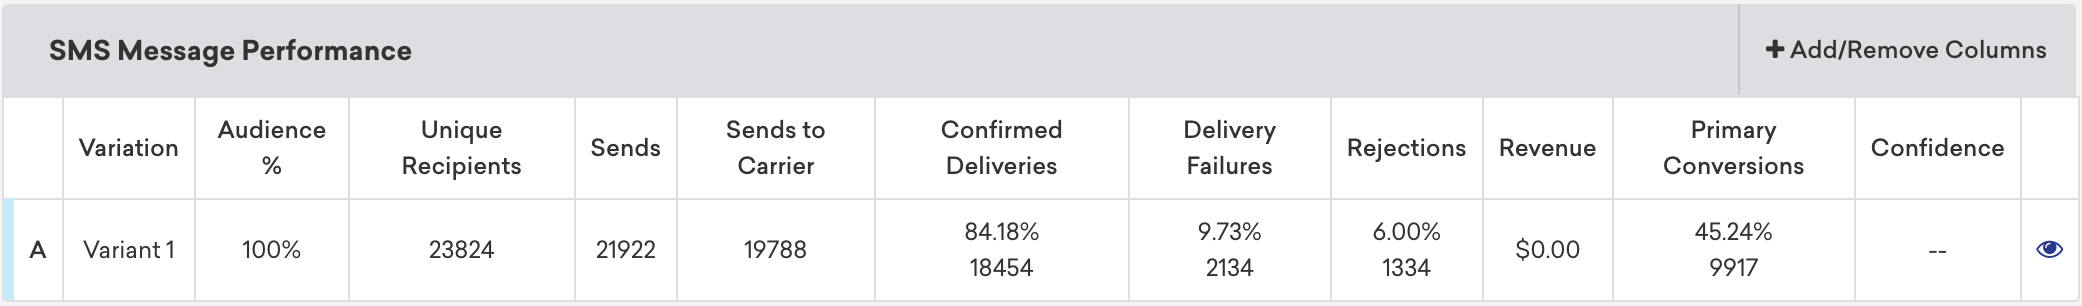 SMS Message Performance
+ Add/Remove Columns
Variation
Audience
%
Unique
Recipients
Sends
Sends to
Carrier
Confirmed
Deliveries
Delivery
Failures
Rejections
Revenue
Primary
Conversions
Confidence
A
Variant 1
100%
23824
21922
19788
84.18%
18454
9.73%
2134
6.00%
1334
$0.00
45.24%
9917
--